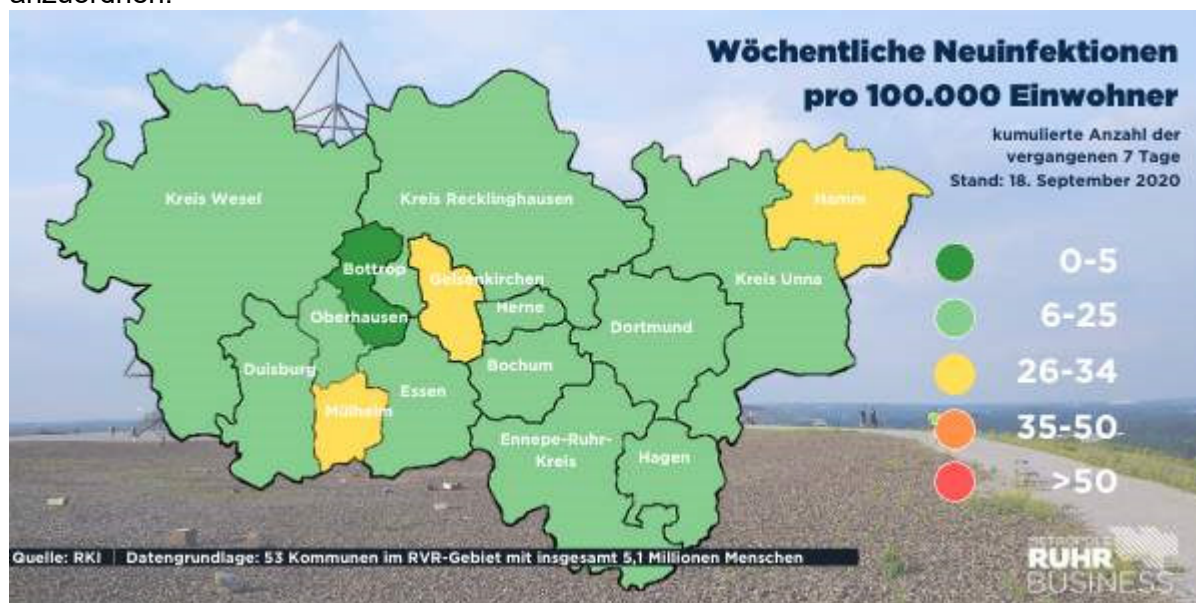 anzuordnen.
Wöchentliche Neuinfektionen
pro 100.000 Einwohner
kumulierte Anzahl der
vergangenen 7 Tage
Stand: 18. September 2020
Kreis Wesel
Kreis Recklinghausen
Hamm
Bottrop
Gelsenkirchen
Kreis Unna
Herne
Oberhausen
Dortmund
Duisburg
Bochum
Essen
Mülheim
Ennepe-Ruhr-
Kreis
Hagen
0-5
6-25
26-34
35-50
>50
Quelle: RKI | Datengrundlage: 53 Kommunen im RVR-Gebiet mit insgesamt 5,1 Millionen Menschen
METROPOLE
RUHR
BUSINESS